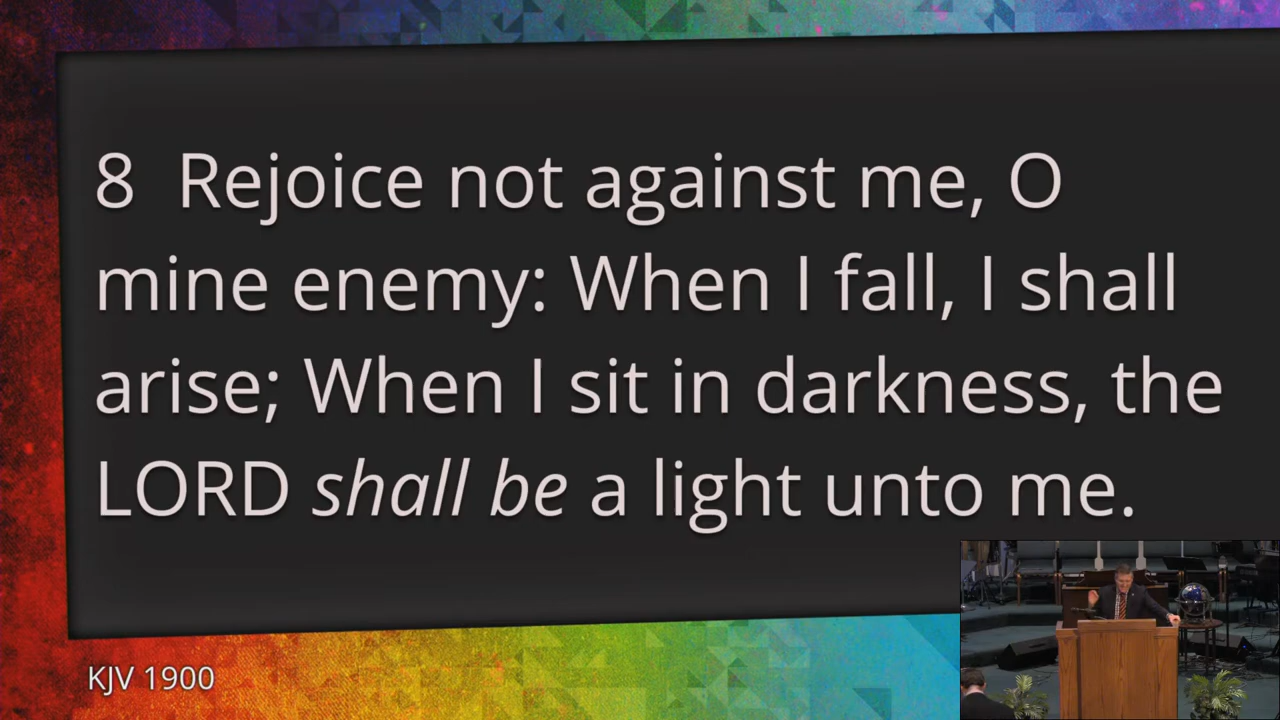 8 Rejoice not against me, O
mine enemy: When I fall, I shall
arise; When I sit in darkness, the
LORD shall be a light unto me.
KJV 1900